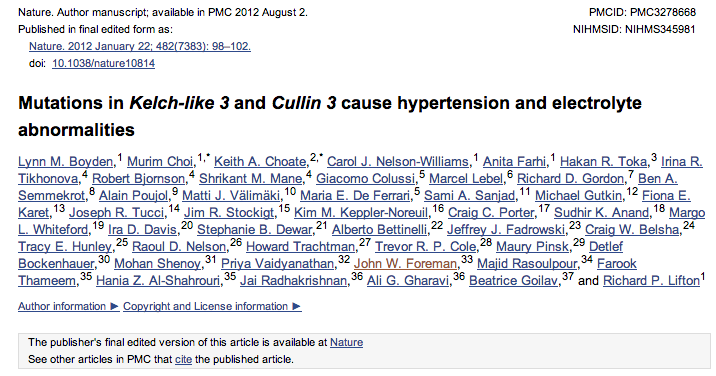 Nature. Author manuscript; available in PMC 2012 August 2.
PMCID: PMC3278668
Published in final edited form as:
NIHMSID: NIHMS345981
Nature. 2012 January 22; 482(7383): 98–102.
doi: 10.1038/nature10814
Mutations in Kelch-like 3 and Cullin 3 cause hypertension and electrolyte
abnormalities
Lynn M. Boyden,1 Murim Choi,1,* Keith A. Choate,2,* Carol J. Nelson-Williams,1 Anita Farhi,1 Hakan R. Toka,3 Irina R.
Tikhonova,4 Robert Bjornson,4 Shrikant M. Mane,4 Giacomo Colussi,5 Marcel Lebel,6 Richard D. Gordon,7 Ben A.
Semmekrot,8 Alain Poujol,9 Matti J. Välimäki,10 Maria E. De Ferrari,5 Sami A. Sanjad,11 Michael Gutkin,12 Fiona E.
Karet,13 Joseph R. Tucci,14 Jim R. Stockigt,15 Kim M. Keppler-Noreuil,16 Craig C. Porter,17 Sudhir K. Anand,18 Margo
L. Whiteford,19 Ira D. Davis,20 Stephanie B. Dewar,21 Alberto Bettinelli,22 Jeffrey J. Fadrowski,23 Craig W. Belsha,24
Tracy E. Hunley,25 Raoul D. Nelson,26 Howard Trachtman,27 Trevor R. P. Cole,28 Maury Pinsk,29 Detlef
Bockenhauer,30 Mohan Shenoy,31 Priya Vaidyanathan,32 John W. Foreman,33 Majid Rasoulpour,34 Farook
Thameem,35 Hania Z. Al-Shahrouri,35 Jai Radhakrishnan,36 Ali G. Gharavi,36 Beatrice Goilav,37 and Richard P. Lifton1
Author information ► Copyright and License information ►
The publisher's final edited version of this article is available at Nature
See other articles in PMC that cite the published article.